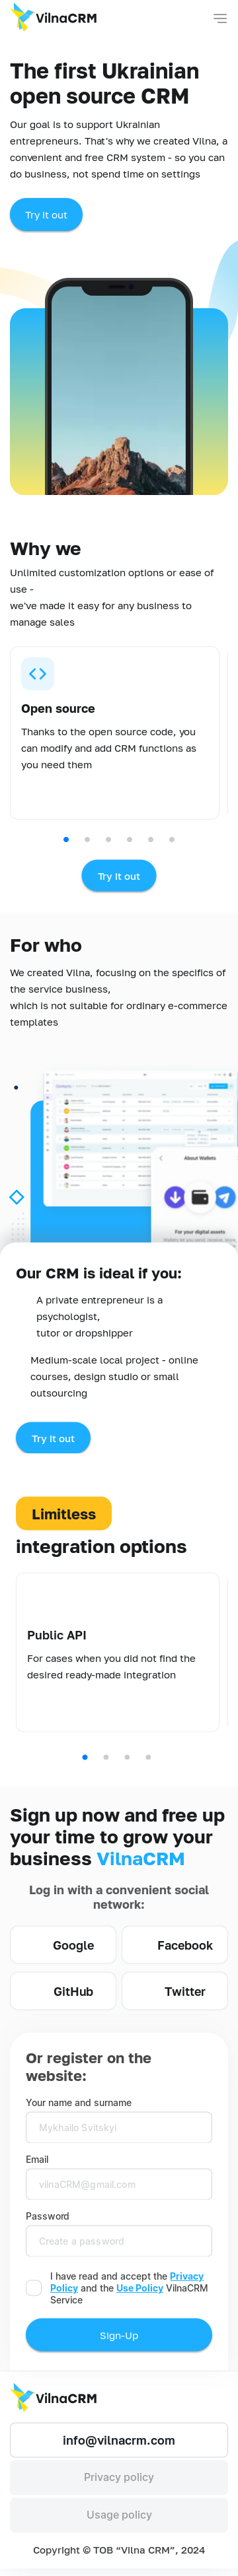 VilnaCRM
The first Ukrainian
open source CRM
Our goal is to support Ukrainian
entrepreneurs. That's why we created Vilna, a
convenient and free CRM system - so you can
do business, not spend time on settings
Try it out
Why we
Unlimited customization options or ease of
use -
we've made it easy for any business to
manage sales
Open source
Thanks to the open source code, you
can modify and add CRM functions as
you need them
Try it out
For who
We created Vilna, focusing on the specifics of
the service business,
which is not suitable for ordinary e-commerce
templates
About Wallets
For your digital assets
Our CRM is ideal if you:
A private entrepreneur is a
psychologist,
tutor or dropshipper
Medium-scale local project - online
courses, design studio or small
outsourcing
Try it out
Limitless
integration options
Public API
For cases when you did not find the
desired ready-made integration
Sign up now and free up
your time to grow your
business VilnaCRM
Log in with a convenient social
network:
Google
Facebook
GitHub
Twitter
Or register on the
website:
Your name and surname
Mykhailo Svitskyi
Email
vilnaCRM@gmail.com
Password
Create a password
I have read and accept the Privacy
Policy and the Use Policy VilnaCRM
Service
Sign-Up
VilnaCRM
info@vilnacrm.com
Privacy policy
Usage policy
Copyright © TOB “Vilna CRM”, 2024